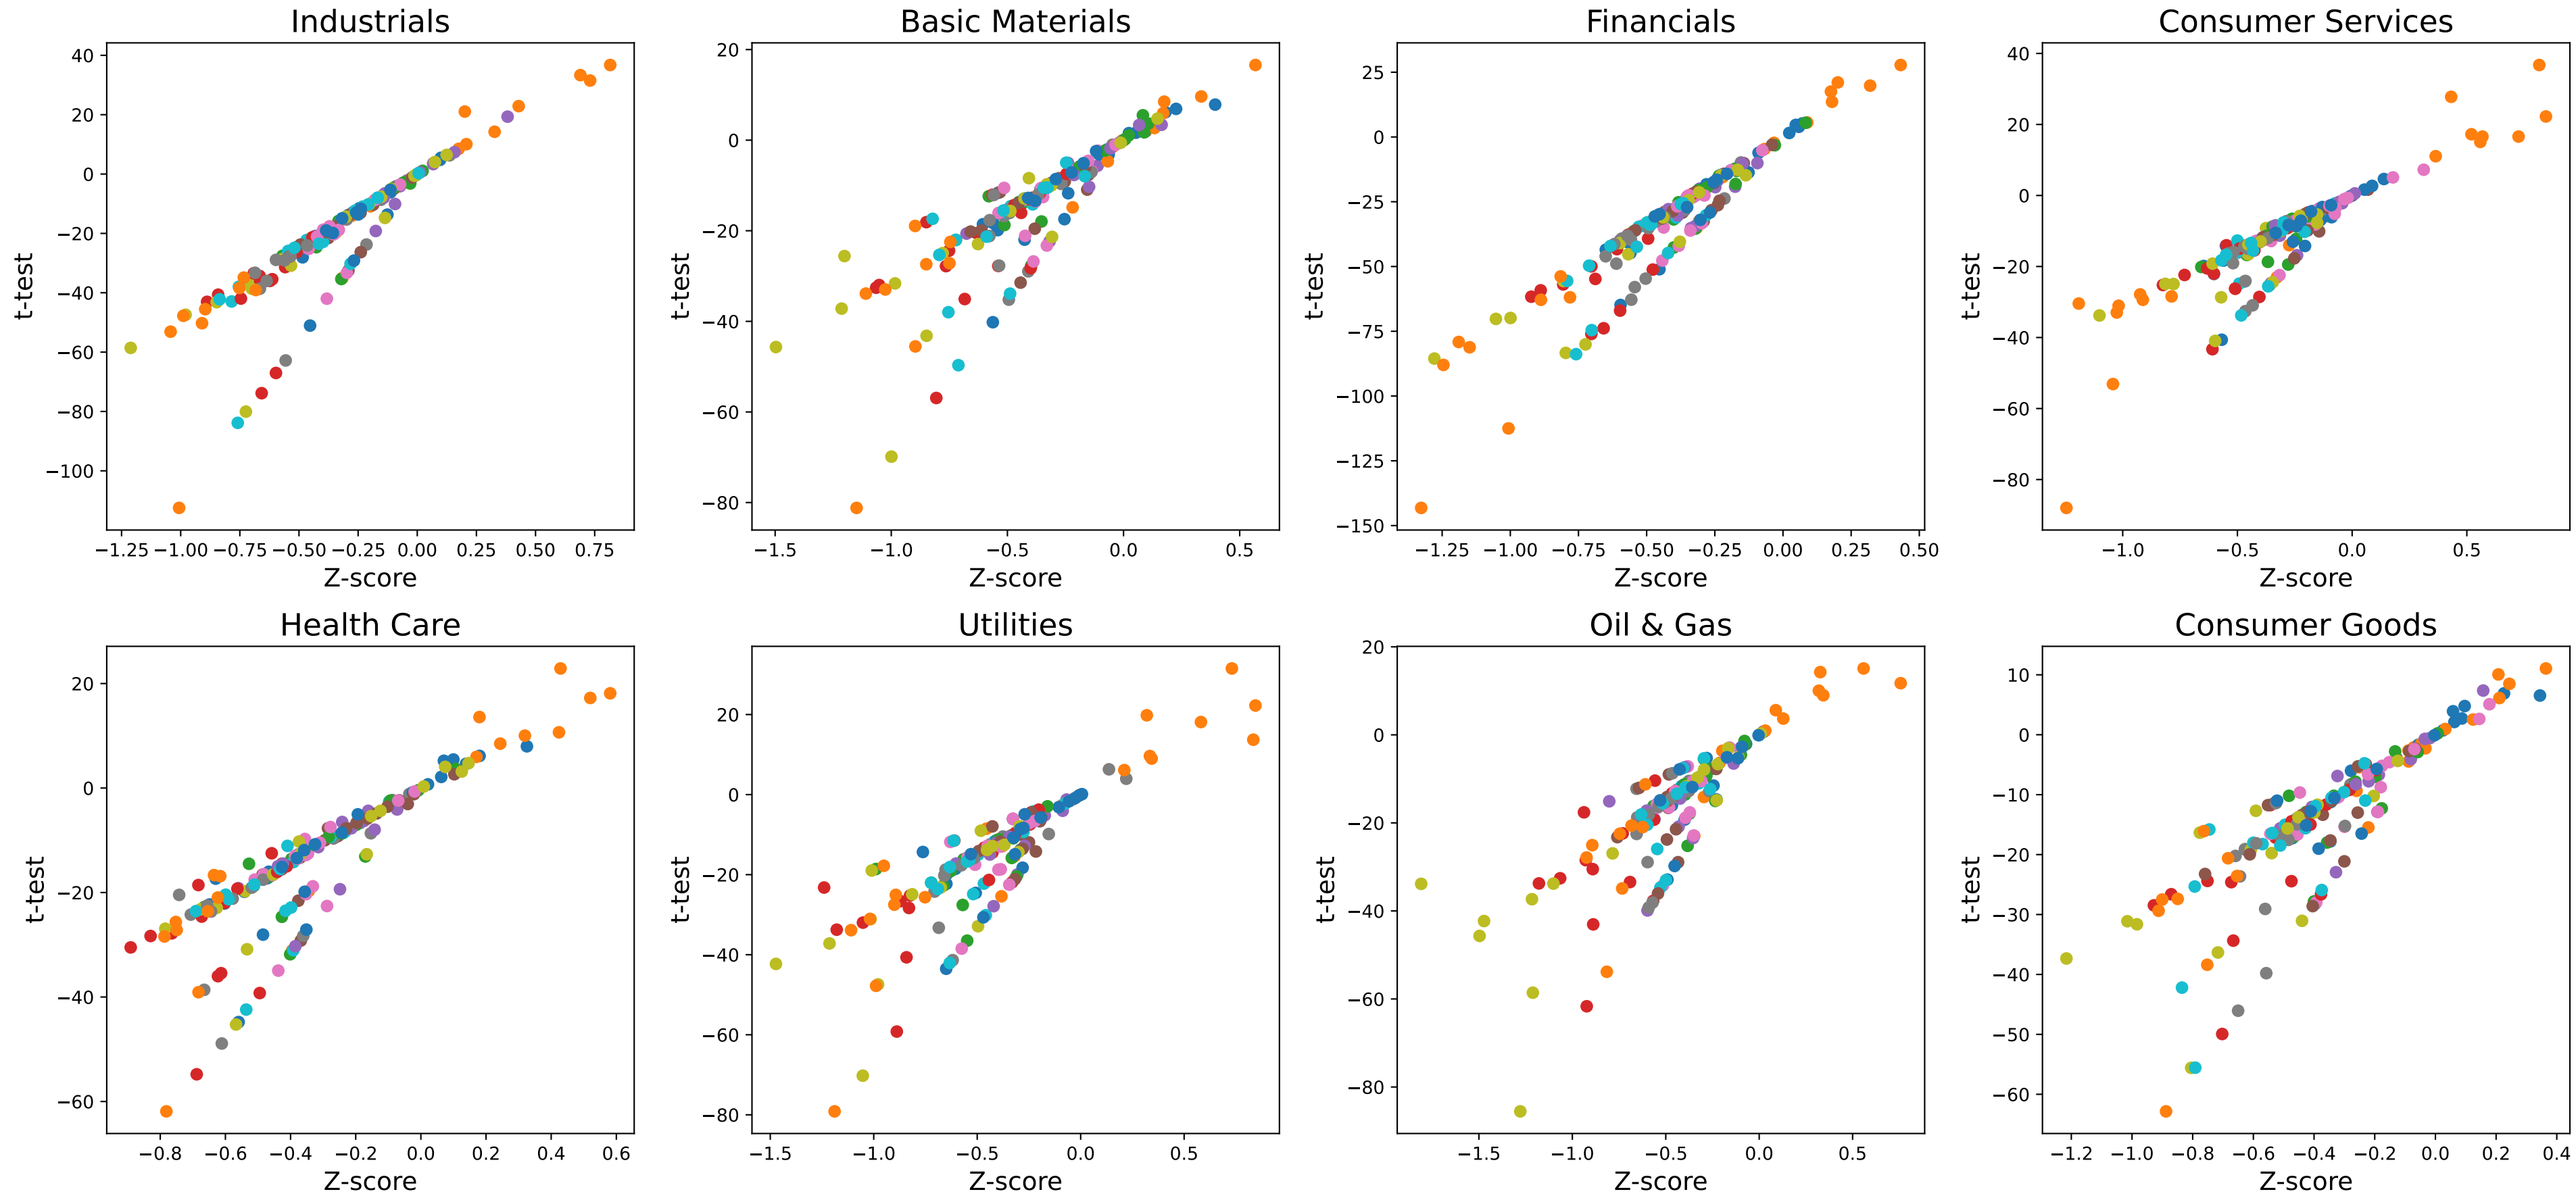 Industrials
Basic Materials
Financials
Consumer Services
40
20
0
−20
−40
−60
−80
−100
t-test
−1.25 −1.00 −0.75 −0.50 −0.25 0.00 0.25 0.50 0.75
Z-score
20
0
−20
−40
−60
−80
t-test
−1.5 −1.0 −0.5 0.0 0.5
Z-score
25
0
−25
−50
−75
−100
−125
−150
t-test
−1.25 −1.00 −0.75 −0.50 −0.25 0.00 0.25 0.50
Z-score
40
20
0
−20
−40
−60
−80
t-test
−1.0 −0.5 0.0 0.5
Z-score
Health Care
Utilities
Oil & Gas
Consumer Goods
20
0
−20
−40
−60
t-test
−0.8 −0.6 −0.4 −0.2 0.0 0.2 0.4 0.6
Z-score
20
0
−20
−40
−60
−80
t-test
−1.5 −1.0 −0.5 0.0 0.5
Z-score
20
0
−20
−40
−60
−80
t-test
−1.5 −1.0 −0.5 0.0 0.5
Z-score
10
0
−10
−20
−30
−40
−50
−60
t-test
−1.2 −1.0 −0.8 −0.6 −0.4 −0.2 0.0 0.2 0.4
Z-score